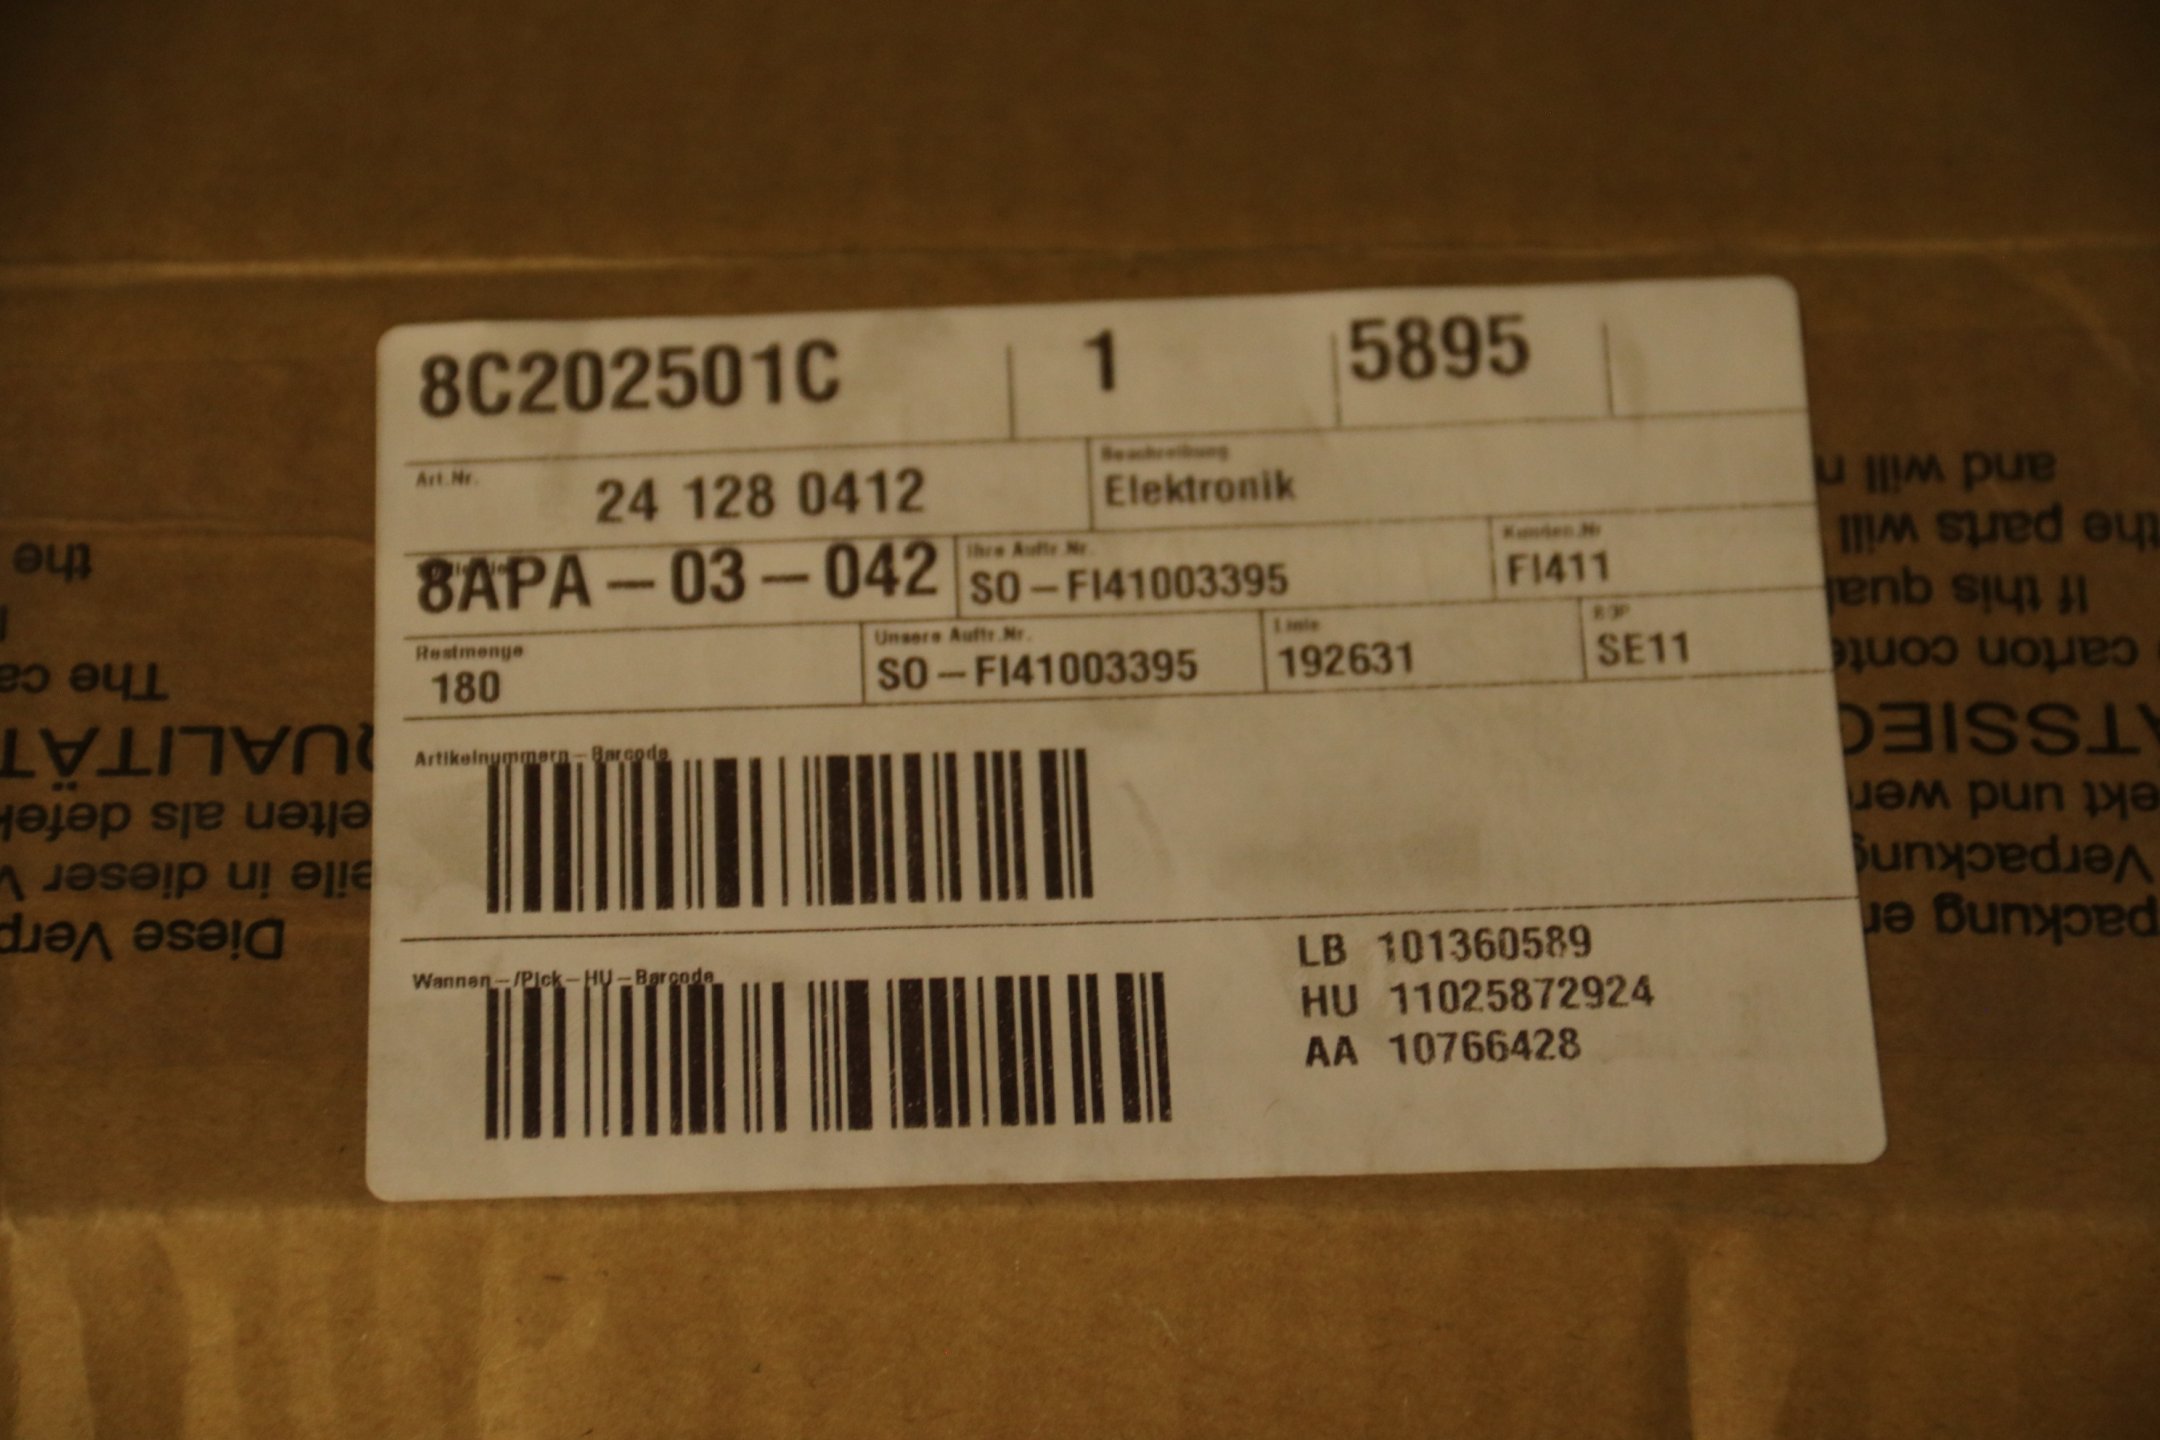 8C202501C 1 5895
Art.Nr. 24 128 0412 Beschreibung Elektronik
8APA-03-042 Ihre Auftr.Nr. SO-FI41003395 Kunden.Nr FI411
Restmenge 180 Unsere Auftr.Nr. SO-FI41003395 Linie 192631 SE11
Artikelnummern-Barcode
Wannen-/Pick-HU-Barcode
LB 101360589
HU 11025872924
AA 10766428
Diese Verp
eile in dieser V
elten als defek
QUALITÄT
The ca
the
packung er
Verpackung
ekt und wer
ATSSIEG
carton conte
If this qual
the parts will
and will n